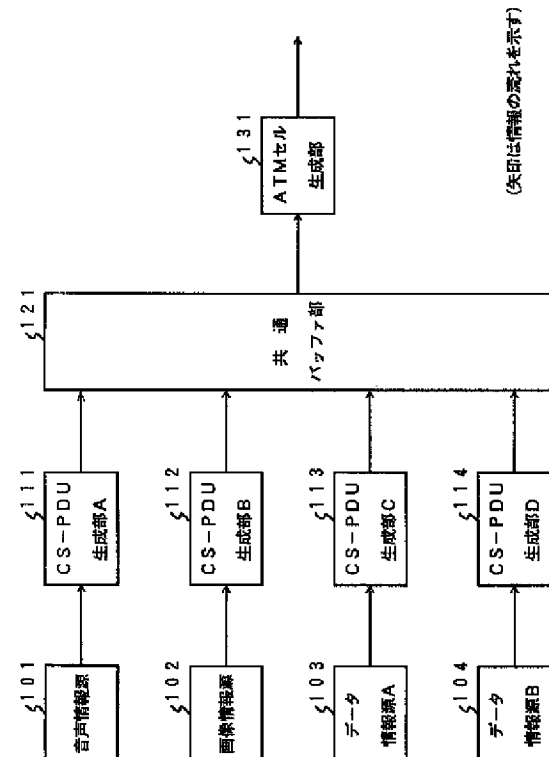 101
音声情報源
111
CS-PDU
生成部A
102
画像情報源
112
CS-PDU
生成部B
103
データ
情報源A
113
CS-PDU
生成部C
104
データ
情報源B
114
CS-PDU
生成部D
121
共通
バッファ部
131
ATMセル
生成部
(矢印は情報の流れを示す)